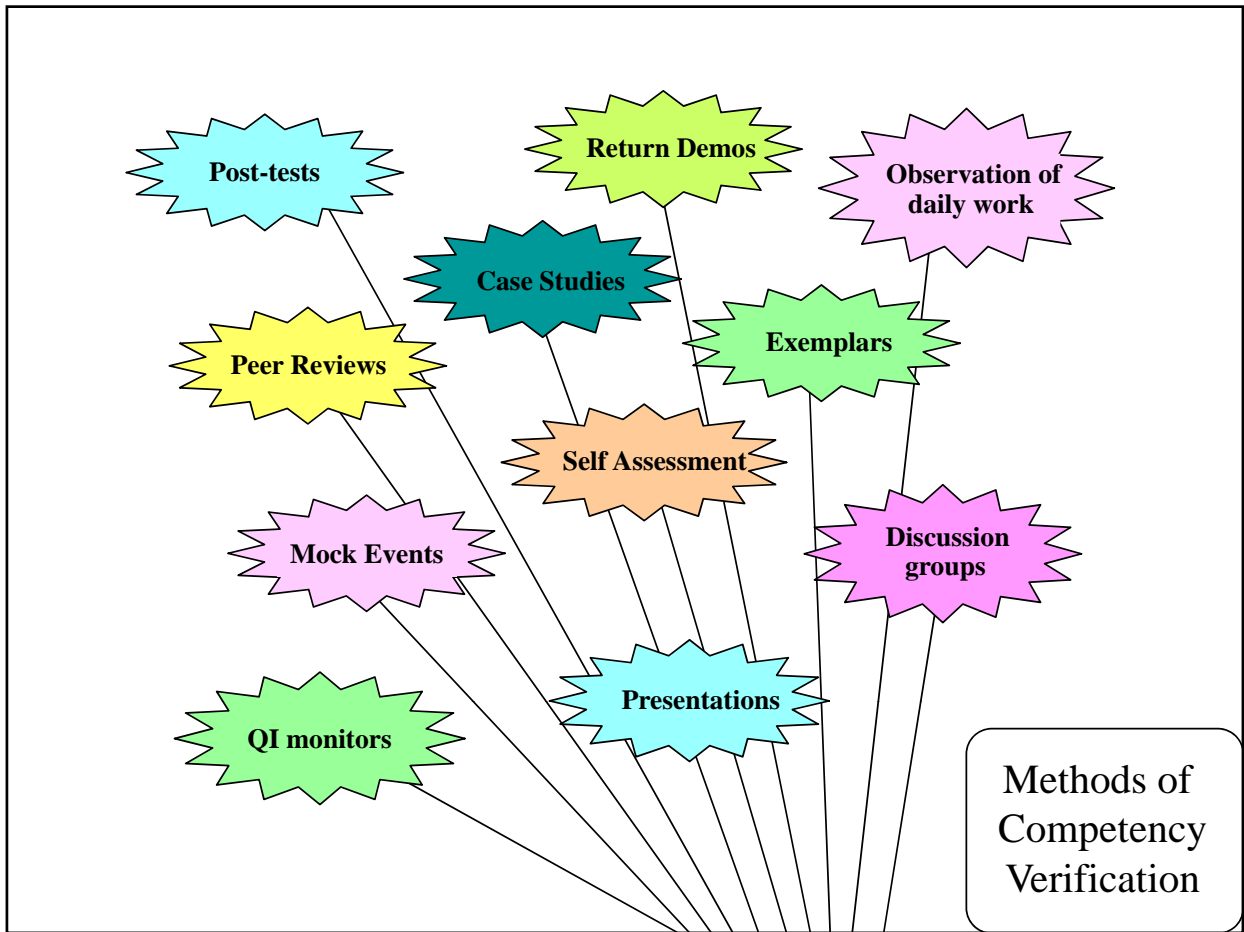 Post-tests
Return Demos
Observation of
daily work
Case Studies
Exemplars
Peer Reviews
Self Assessment
Mock Events
Discussion
groups
Presentations
QI monitors
Methods of
Competency
Verification